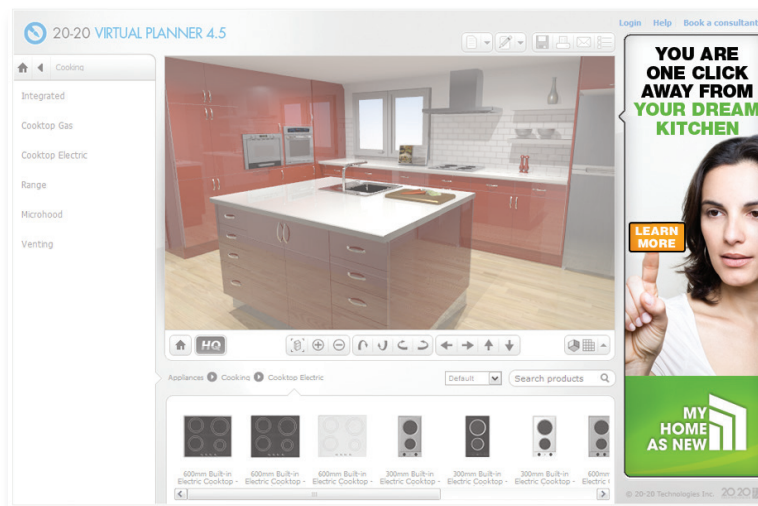 20-20 VIRTUAL PLANNER 4.5
Login Help Book a consultant
Cooking
Integrated
Cooktop Gas
Cooktop Electric
Range
Microhood
Venting
HQ
Appliances Cooking Cooktop Electric
Default
Search products
600mm Built-in
Electric Cooktop -
600mm Built-in
Electric Cooktop -
600mm Built-in
Electric Cooktop -
300mm Built-in
Electric Cooktop -
300mm Built-in
Electric Cooktop -
300mm Built-in
Electric Cooktop -
600mm
Electric
YOU ARE
ONE CLICK
AWAY FROM
YOUR DREAM
KITCHEN
LEARN
MORE
MY
HOME
AS NEW
© 20-20 Technologies Inc. 20 20